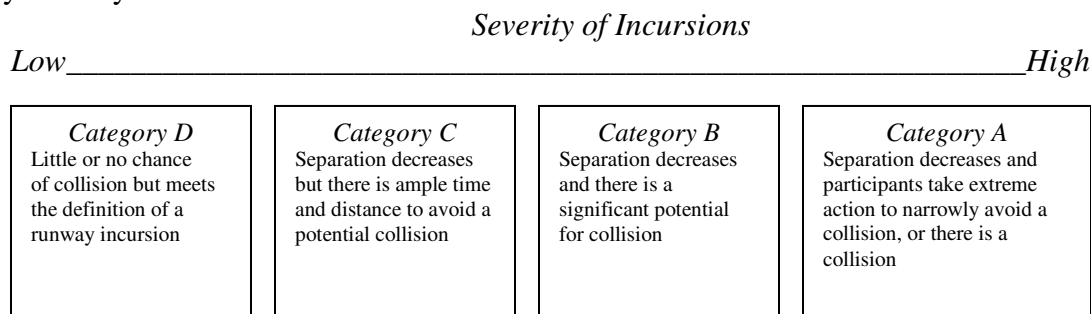 Severity of Incursions
Low High
Category D
Little or no chance
of collision but meets
the definition of a
runway incursion
Category C
Separation decreases
but there is ample time
and distance to avoid a
potential collision
Category B
Separation decreases
and there is a
significant potential
for collision
Category A
Separation decreases and
participants take extreme
action to narrowly avoid a
collision, or there is a
collision